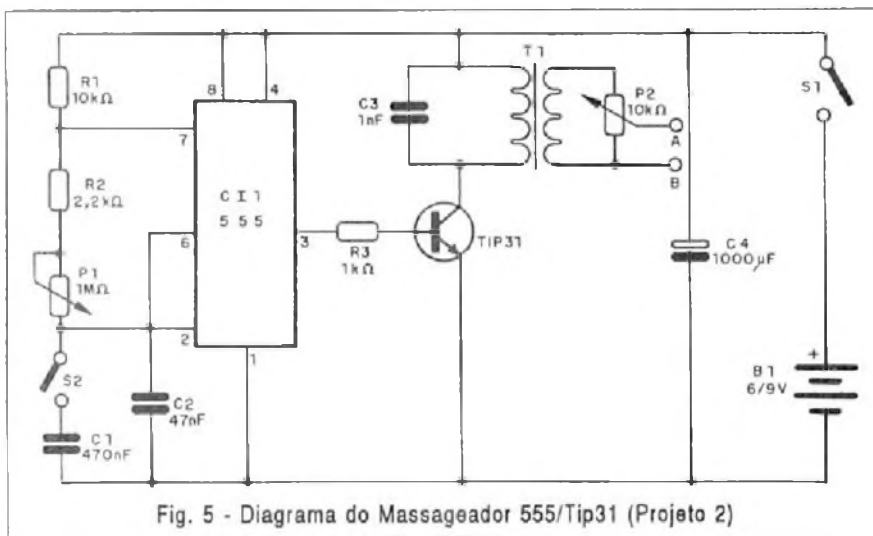 T1
R1
10kΩ
8
4
C3
1nF
P2
10kΩ
S1
7
A
R2
2,2kΩ
CI1
555
B
6
3
R3
1kΩ
TIP31
C4
1000µF
P1
1MΩ
2
1
S2
C2
47nF
+
B1
6/9V
C1
470nF
Fig. 5 - Diagrama do Massageador 555/Tip31 (Projeto 2)